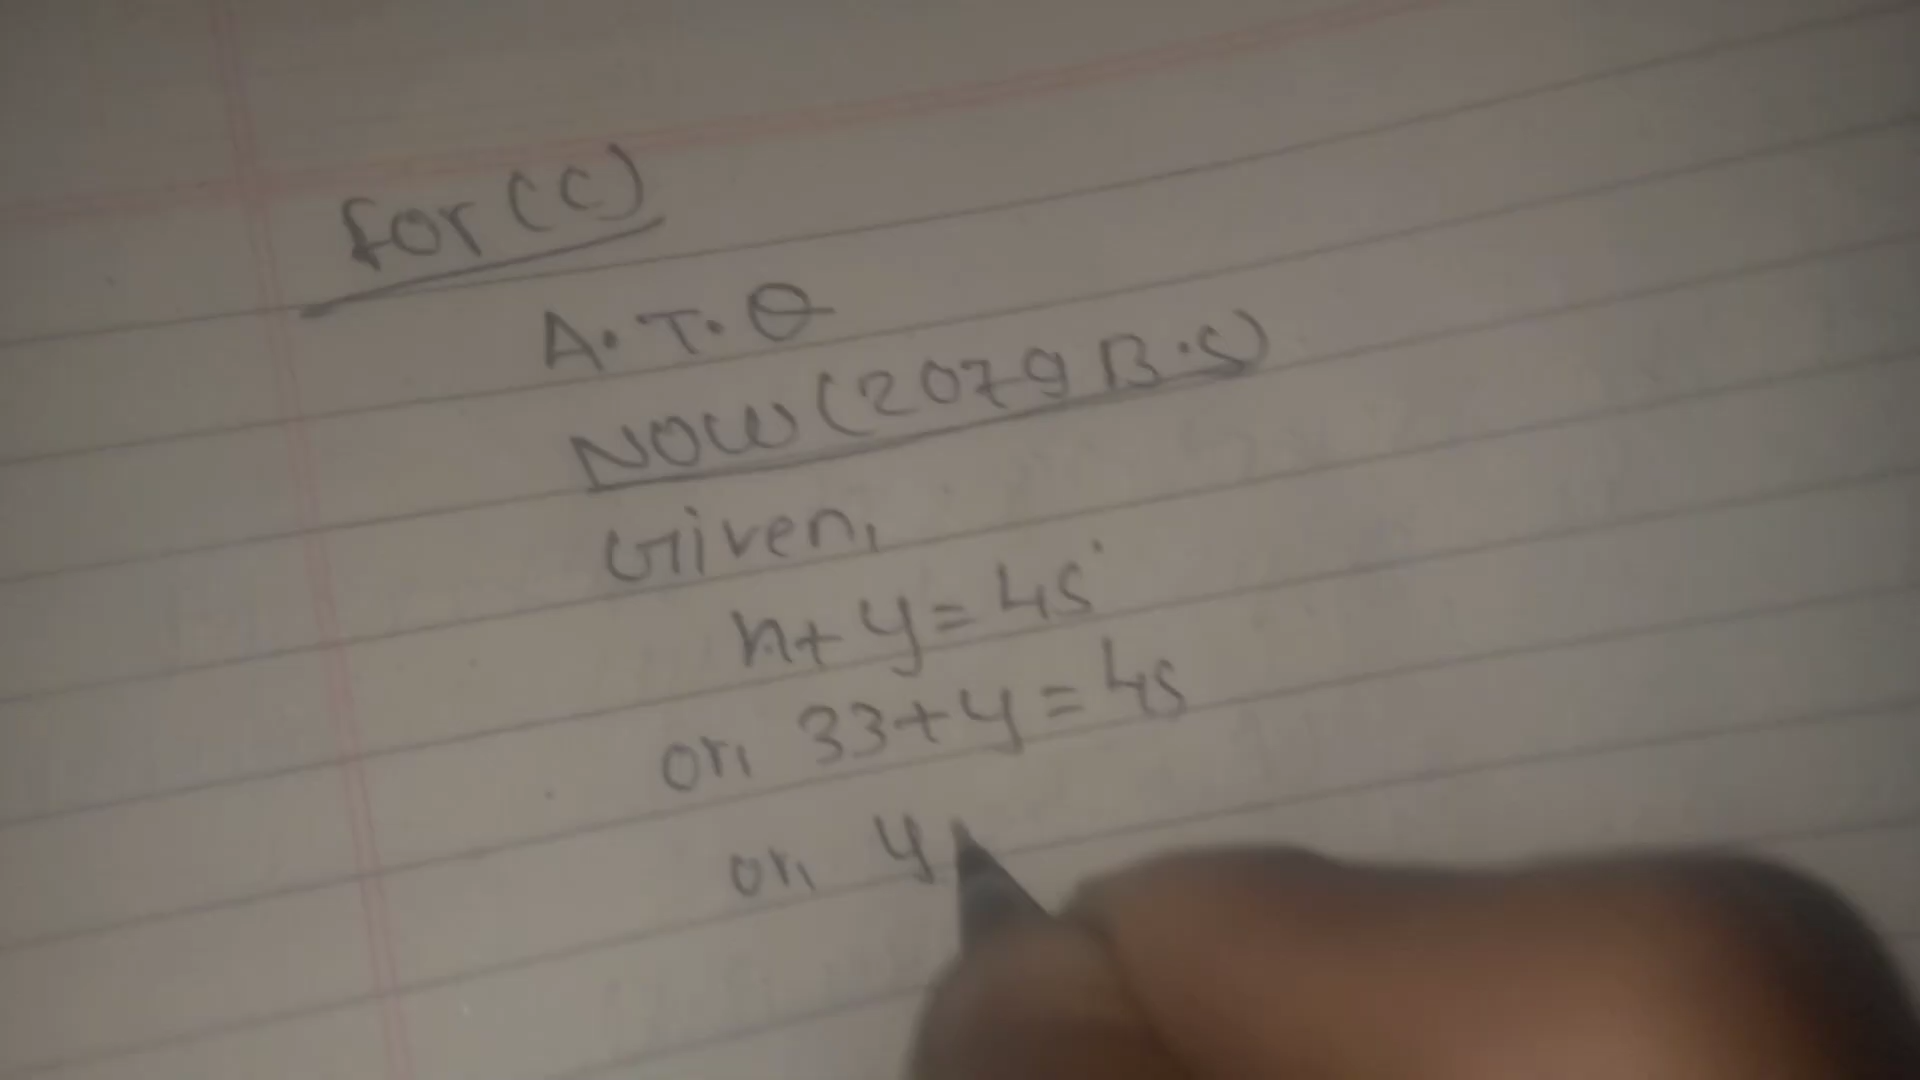 For (C)
A.T.Q
NOW (2079 B.S)
Given,
x + y = 45
or, 33 + y = 45
or, y